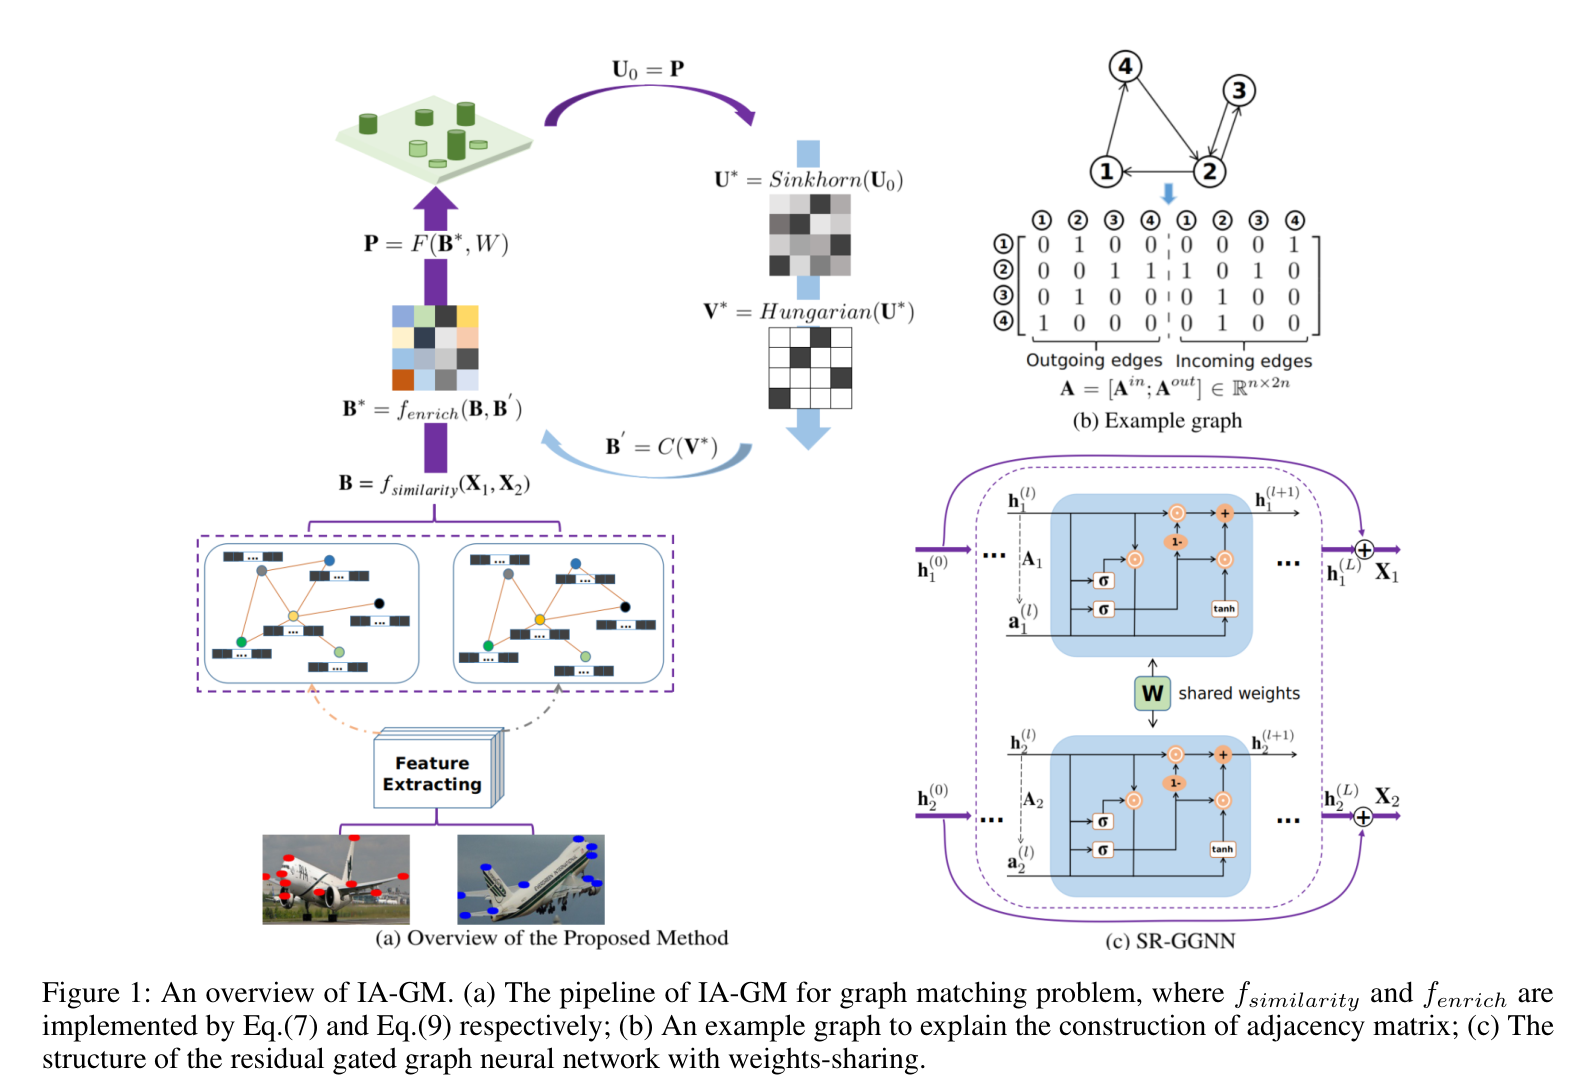 U₀ = P
U* = Sinkhorn(U₀)
P = F(B*, W)
V* = Hungarian(U*)
B* = f_enrich(B, B′)
B′ = C(V*)
B = f_similarity(X₁, X₂)
...
...
...
...
...
...
...
...
...
...
...
...
Feature
Extracting
(a) Overview of the Proposed Method
4
3
1
2
① ② ③ ④ ① ② ③ ④
① 0 1 0 0 0 0 0 1
② 0 0 1 1 1 0 1 0
③ 0 1 0 0 0 1 0 0
④ 1 0 0 0 0 1 0 0
Outgoing edges Incoming edges
A = [Aⁱⁿ; Aᵒᵘᵗ] ∈ ℝⁿˣ²ⁿ
(b) Example graph
h₁⁽ˡ⁾ h₁⁽ˡ⁺¹⁾
+
1-
h₁⁽⁰⁾ ... A₁ σ ... h₁⁽ᴸ⁾ + X₁
σ tanh
a₁⁽ˡ⁾
W shared weights
h₂⁽ˡ⁾ + h₂⁽ˡ⁺¹⁾
1-
h₂⁽⁰⁾ ... A₂ σ ... h₂⁽ᴸ⁾ + X₂
σ tanh
a₂⁽ˡ⁾
(c) SR-GGNN
Figure 1: An overview of IA-GM. (a) The pipeline of IA-GM for graph matching problem, where f_similarity and f_enrich are
implemented by Eq.(7) and Eq.(9) respectively; (b) An example graph to explain the construction of adjacency matrix; (c) The
structure of the residual gated graph neural network with weights-sharing.